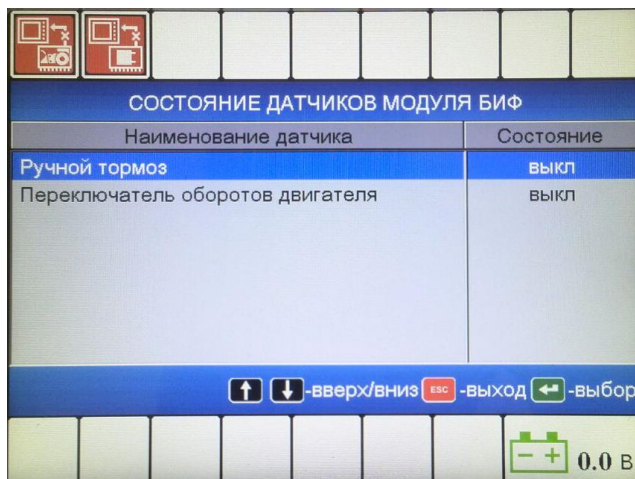 СОСТОЯНИЕ ДАТЧИКОВ МОДУЛЯ БИФ
Наименование датчика Состояние
Ручной тормоз выкл
Переключатель оборотов двигателя выкл
-вверх/вниз ESC -выход -выбор
- + 0.0 В